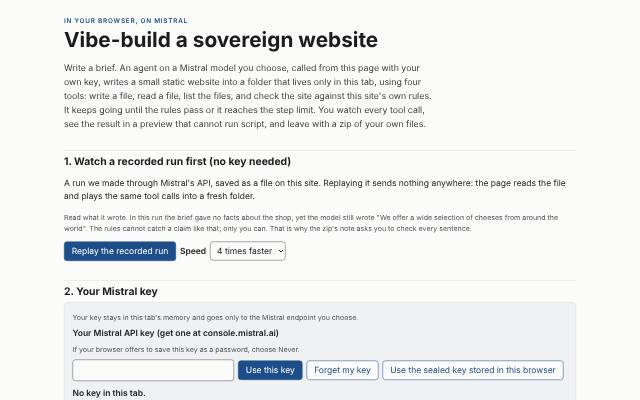 IN YOUR BROWSER, ON MISTRAL
Vibe-build a sovereign website
Write a brief. An agent on a Mistral model you choose, called from this page with your
own key, writes a small static website into a folder that lives only in this tab, using four
tools: write a file, read a file, list the files, and check the site against this site's own rules.
It keeps going until the rules pass or it reaches the step limit. You watch every tool call,
see the result in a preview that cannot run script, and leave with a zip of your own files.
1. Watch a recorded run first (no key needed)
A run we made through Mistral's API, saved as a file on this site. Replaying it sends nothing anywhere: the page reads the file
and plays the same tool calls into a fresh folder.
Read what it wrote. In this run the brief gave no facts about the shop, yet the model still wrote "We offer a wide selection of cheeses from around the
world". The rules cannot catch a claim like that; only you can. That is why the zip's note asks you to check every sentence.
Replay the recorded run Speed 4 times faster
2. Your Mistral key
Your key stays in this tab's memory and goes only to the Mistral endpoint you choose.
Your Mistral API key (get one at console.mistral.ai)
If your browser offers to save this key as a password, choose Never.
Use this key Forget my key Use the sealed key stored in this browser
No key in this tab.